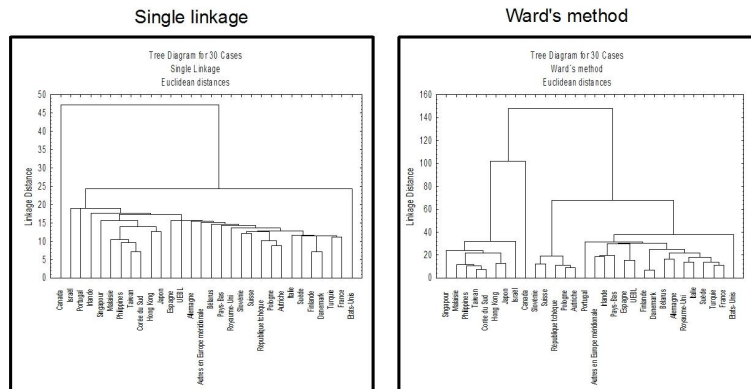 Single linkage
Ward's method
Tree Diagram for 30 Cases
Single Linkage
Euclidean distances
50
45
40
35
30
25
20
15
10
5
0
Linkage Distance
Canada
Israël
Portugal
Irlande
Singapour
Malaisie
Philippines
Taiwan
Corée du Sud
Hong Kong
Japon
Espagne
UEBL
Allemagne
Autres en Europe méridionale
Bélarus
Pays-Bas
Royaume-Uni
Slovénie
Suisse
République tchèque
Pologne
Autriche
Italie
Suède
Finlande
Danemark
Turquie
France
Etats-Unis
Tree Diagram for 30 Cases
Ward`s method
Euclidean distances
160
140
120
100
80
60
40
20
0
Linkage Distance
Singapour
Malaisie
Philippines
Taiwan
Corée du Sud
Hong Kong
Japon
Israël
Canada
Slovénie
Suisse
République tchèque
Pologne
Autriche
Portugal
Autres en Europe méridionale
Irlande
Pays-Bas
Espagne
UEBL
Finlande
Danemark
Bélarus
Allemagne
Royaume-Uni
Italie
Suède
Turquie
France
Etats-Unis